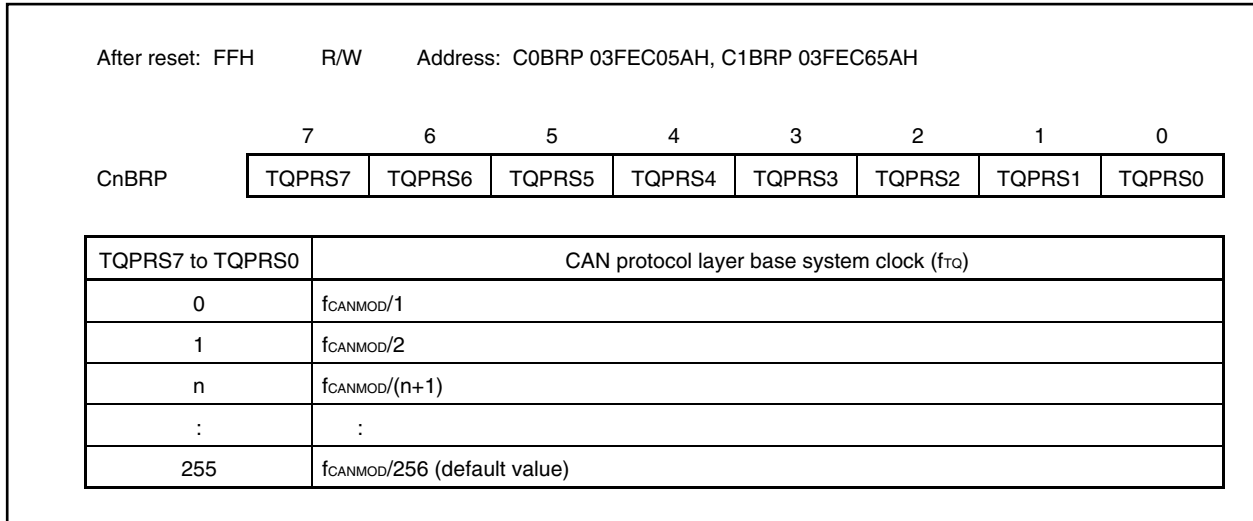 After reset: FFH R/W Address: C0BRP 03FEC05AH, C1BRP 03FEC65AH
7 6 5 4 3 2 1 0
CnBRP TQPRS7 TQPRS6 TQPRS5 TQPRS4 TQPRS3 TQPRS2 TQPRS1 TQPRS0
TQPRS7 to TQPRS0 CAN protocol layer base system clock (fTQ)
0 fCANMOD/1
1 fCANMOD/2
n fCANMOD/(n+1)
: :
255 fCANMOD/256 (default value)